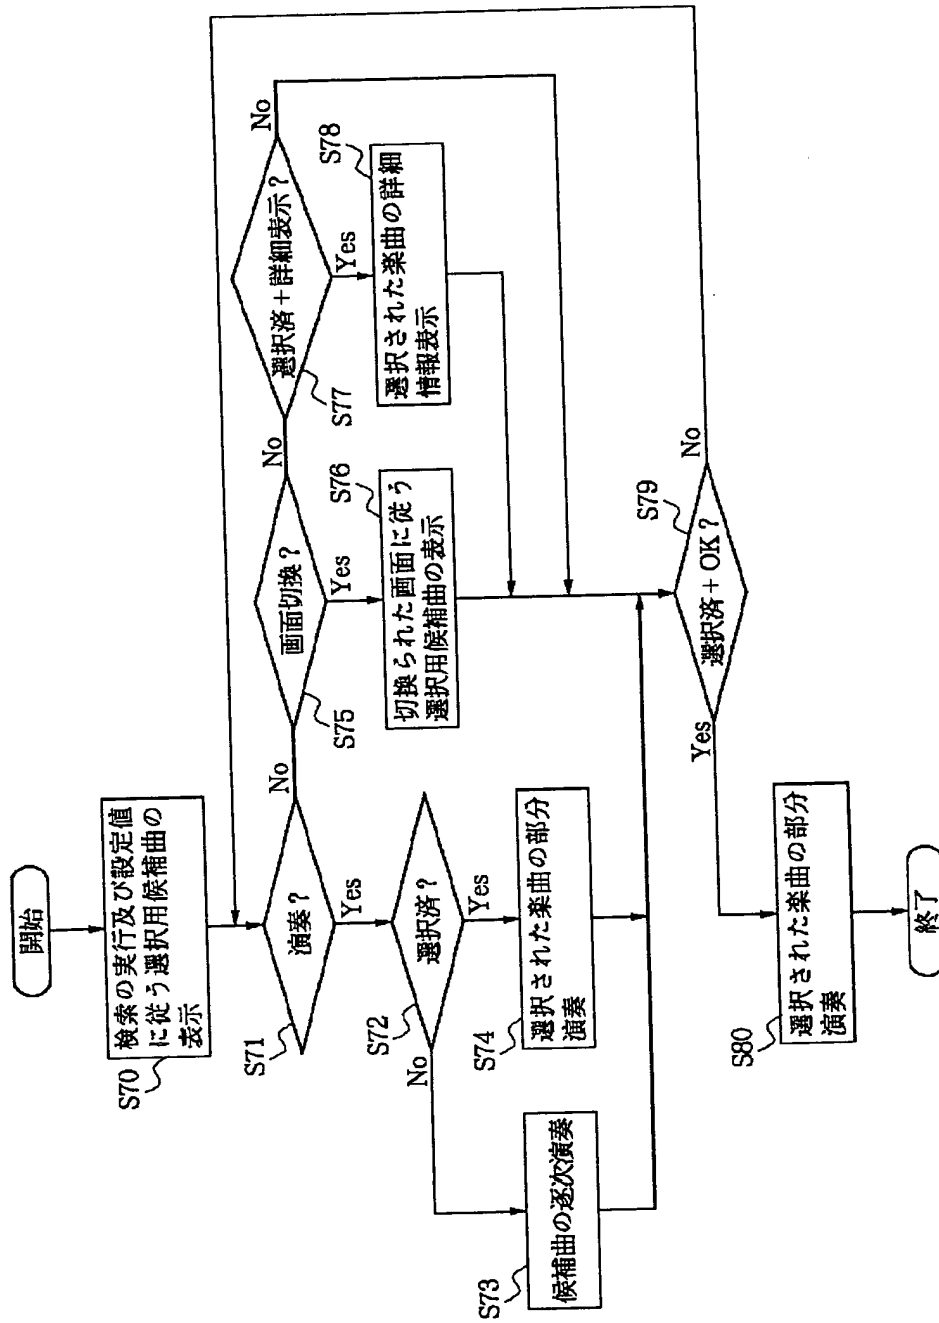 開始
検索の実行及び設定値
に従う選択用候補曲の
表示
S70
演奏？
S71
Yes
No
選択済？
S72
No
Yes
候補曲の逐次演奏
S73
選択された楽曲の部分
演奏
S74
画面切換？
S75
Yes
No
切換られた画面に従う
選択用候補曲の表示
S76
選択済＋詳細表示？
S77
Yes
No
選択された楽曲の詳細
情報表示
S78
選択済＋OK？
S79
Yes
No
選択された楽曲の部分
演奏
S80
終了